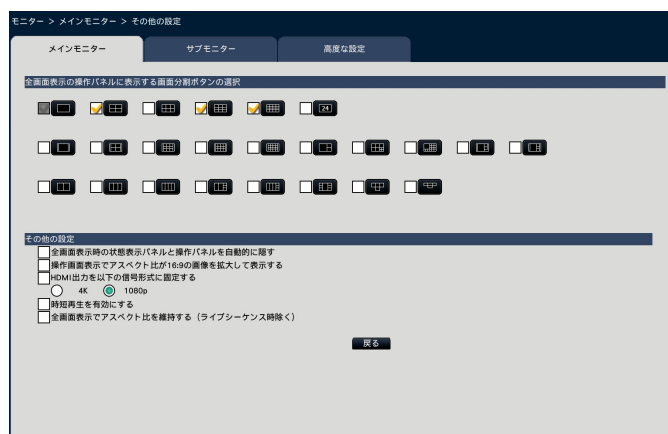 モニター > メインモニター > その他の設定
メインモニター
サブモニター
高度な設定
全画面表示の操作パネルに表示する画面分割ボタンの選択
24
その他の設定
全画面表示時の状態表示パネルと操作パネルを自動的に隠す
操作画面表示でアスペクト比が16:9の画像を拡大して表示する
HDMI出力を以下の信号形式に固定する
4K 1080p
時短再生を有効にする
全画面表示でアスペクト比を維持する（ライブシーケンス時除く）
戻る